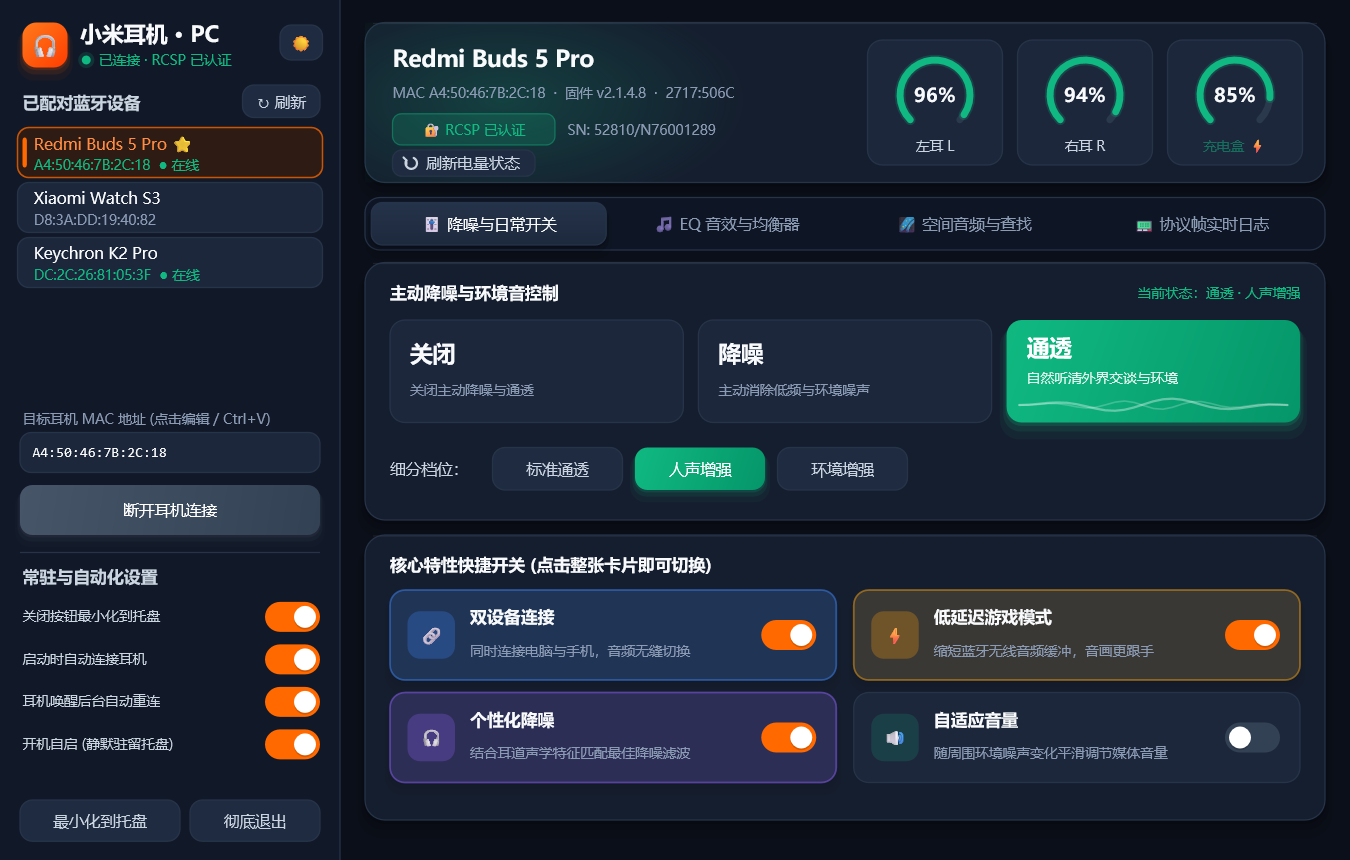 小米耳机 • PC
已连接 · RCSP 已认证
已配对蓝牙设备
↻ 刷新
Redmi Buds 5 Pro ⭐
A4:50:46:7B:2C:18 ● 在线
Xiaomi Watch S3
D8:3A:DD:19:40:82
Keychron K2 Pro
DC:2C:26:81:05:3F ● 在线
目标耳机 MAC 地址 (点击编辑 / Ctrl+V)
A4:50:46:7B:2C:18
断开耳机连接
常驻与自动化设置
关闭按钮最小化到托盘
启动时自动连接耳机
耳机唤醒后台自动重连
开机自启 (静默驻留托盘)
最小化到托盘
彻底退出
Redmi Buds 5 Pro
MAC A4:50:46:7B:2C:18 · 固件 v2.1.4.8 · 2717:506C
RCSP 已认证
SN: 52810/N76001289
刷新电量状态
96%
左耳 L
94%
右耳 R
85%
充电盒
降噪与日常开关
EQ 音效与均衡器
空间音频与查找
协议帧实时日志
主动降噪与环境音控制
当前状态：通透 · 人声增强
关闭
关闭主动降噪与通透
降噪
主动消除低频与环境噪声
通透
自然听清外界交谈与环境
细分档位：
标准通透
人声增强
环境增强
核心特性快捷开关 (点击整张卡片即可切换)
双设备连接
同时连接电脑与手机，音频无缝切换
低延迟游戏模式
缩短蓝牙无线音频缓冲，音画更跟手
个性化降噪
结合耳道声学特征匹配最佳降噪滤波
自适应音量
随周围环境噪声变化平滑调节媒体音量